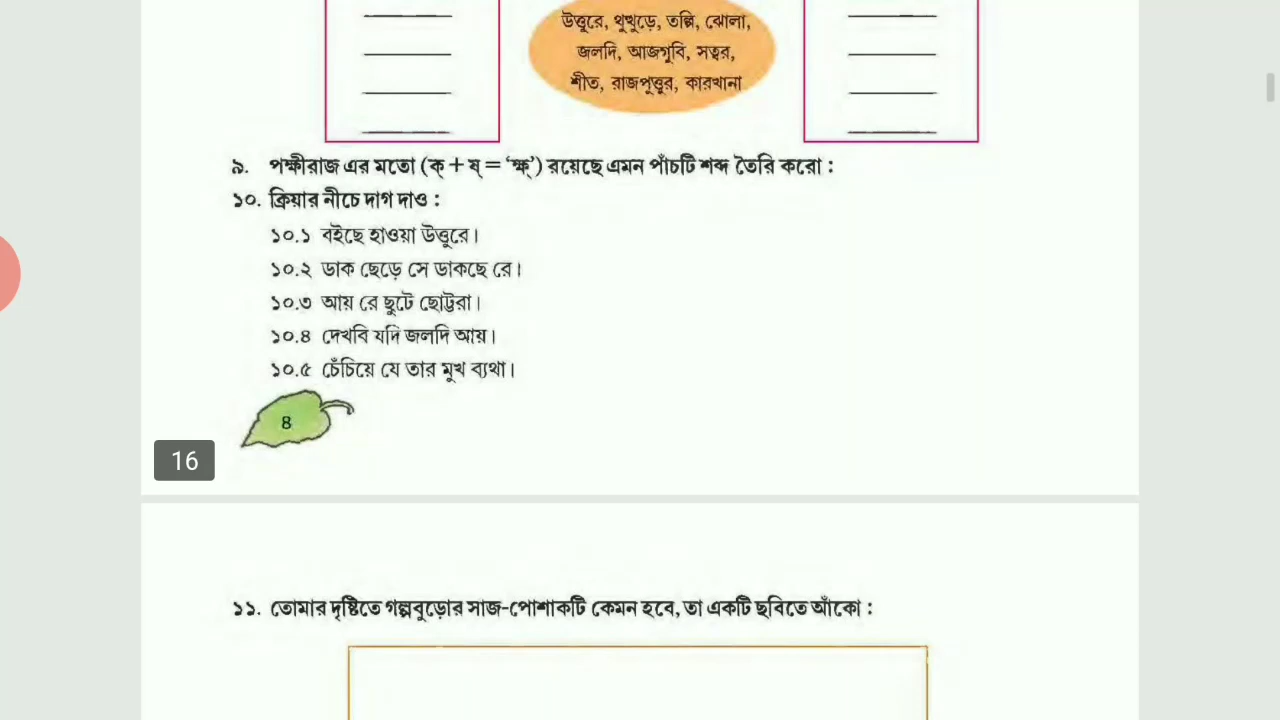 উত্তুরে, থুত্থুড়ে, তল্পি, ঝোলা,
জলদি, আজগুবি, সত্বর,
শীত, রাজপুত্তুর, কারখানা
৯. পক্ষীরাজ এর মতো (ক্ + ষ্ = ‘ক্ষ্’) রয়েছে এমন পাঁচটি শব্দ তৈরি করো :
১০. ক্রিয়ার নীচে দাগ দাও :
১০.১ বইছে হাওয়া উত্তুরে।
১০.২ ডাক ছেড়ে সে ডাকছে রে।
১০.৩ আয় রে ছুটে ছোট্টরা।
১০.৪ দেখবি যদি জলদি আয়।
১০.৫ চেঁচিয়ে যে তার মুখ ব্যথা।
৪
16
১১. তোমার দৃষ্টিতে গল্পবুড়োর সাজ-পোশাকটি কেমন হবে, তা একটি ছবিতে আঁকো :